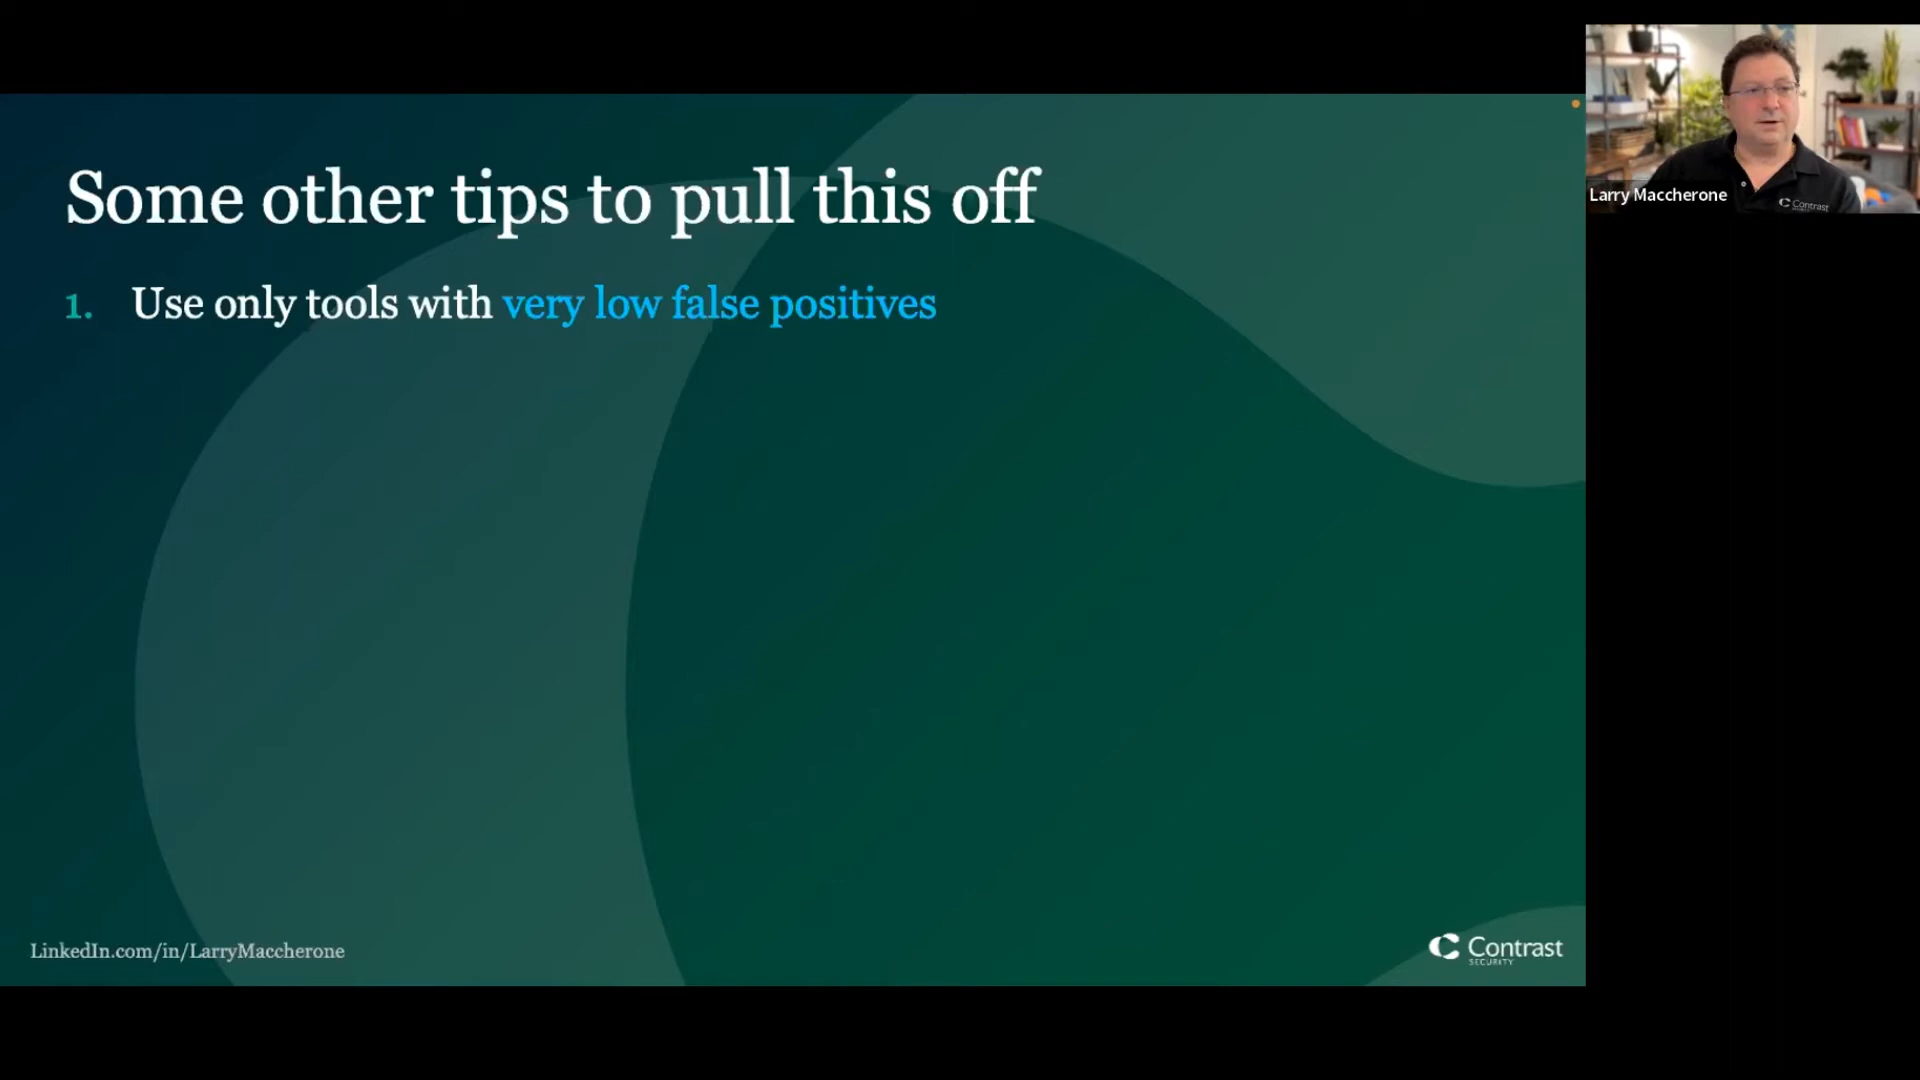 Some other tips to pull this off
1. Use only tools with very low false positives
Larry Maccherone
Contrast
LinkedIn.com/in/LarryMaccherone
Contrast
SECURITY